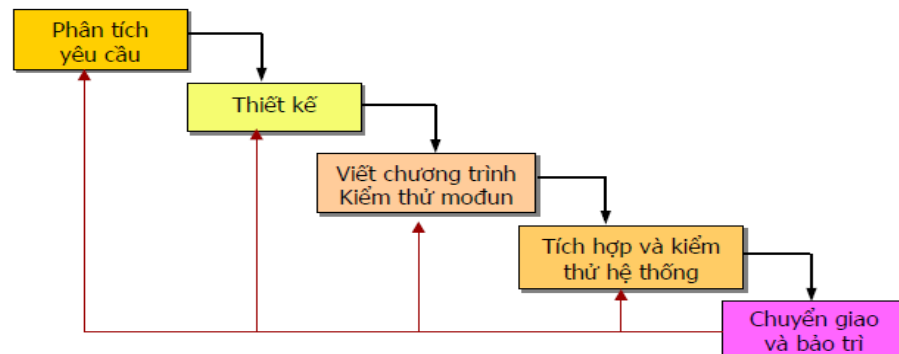 Phân tích
yêu cầu
Thiết kế
Viết chương trình
Kiểm thử mođun
Tích hợp và kiểm
thử hệ thống
Chuyển giao
và bảo trì